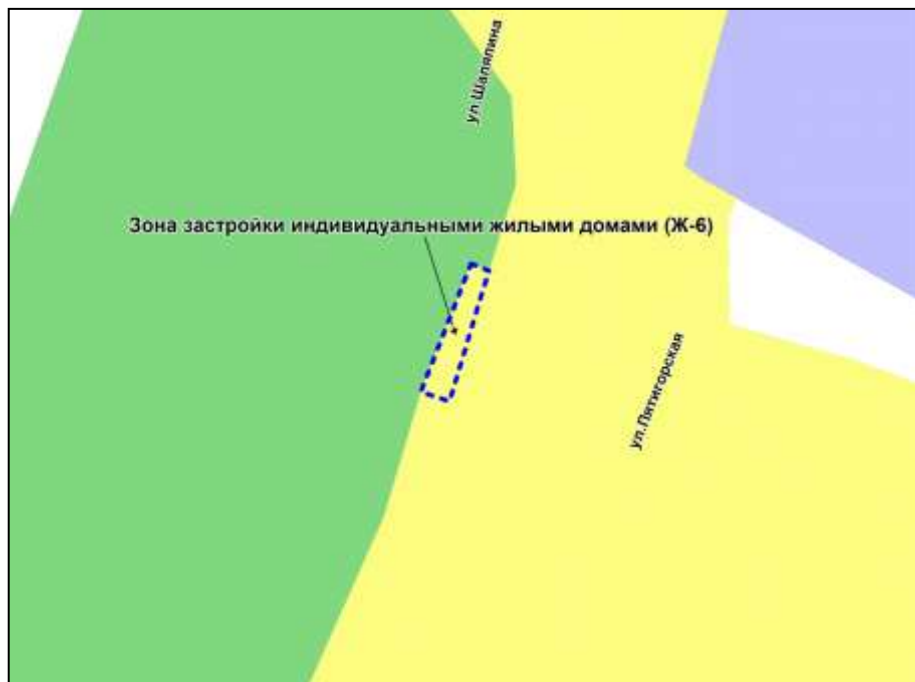 ул.Шаляпина
Зона застройки индивидуальными жилыми домами (Ж-6)
ул.Пятигорская